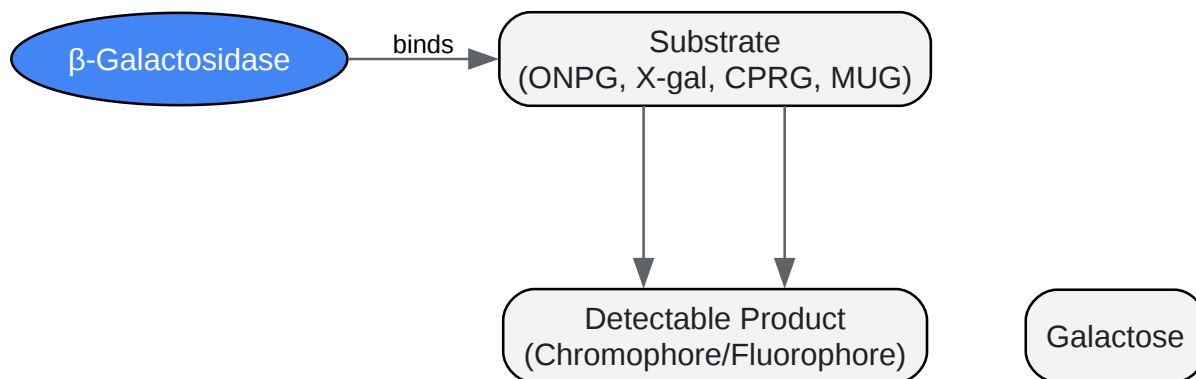 β-Galactosidase
binds
Substrate
(ONPG, X-gal, CPRG, MUG)
Detectable Product
(Chromophore/Fluorophore)
Galactose